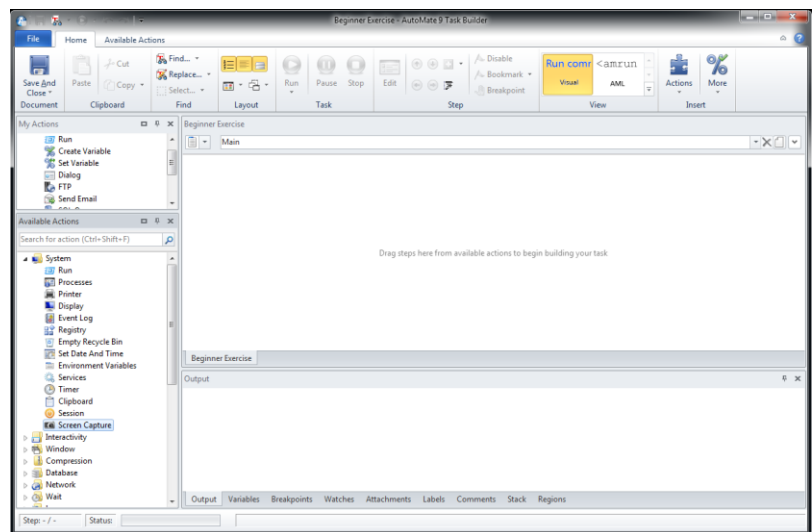 Beginner Exercise - AutoMate 9 Task Builder
File Home Available Actions
Save And Close
Paste
Cut
Copy
Find...
Replace...
Select...
Run
Pause
Stop
Edit
Disable
Bookmark
Breakpoint
Run comr
Visual
<amrun
AML
Actions
More
Document Clipboard Find Layout Task Step View Insert
My Actions
Run
Create Variable
Set Variable
Dialog
FTP
Send Email
Available Actions
Search for action (Ctrl+Shift+F)
System
Run
Processes
Printer
Display
Event Log
Registry
Empty Recycle Bin
Set Date And Time
Environment Variables
Services
Timer
Clipboard
Session
Screen Capture
Interactivity
Window
Compression
Database
Network
Wait
Beginner Exercise
Main
Drag steps here from available actions to begin building your task
Beginner Exercise
Output
Output Variables Breakpoints Watches Attachments Labels Comments Stack Regions
Step: - / - Status: